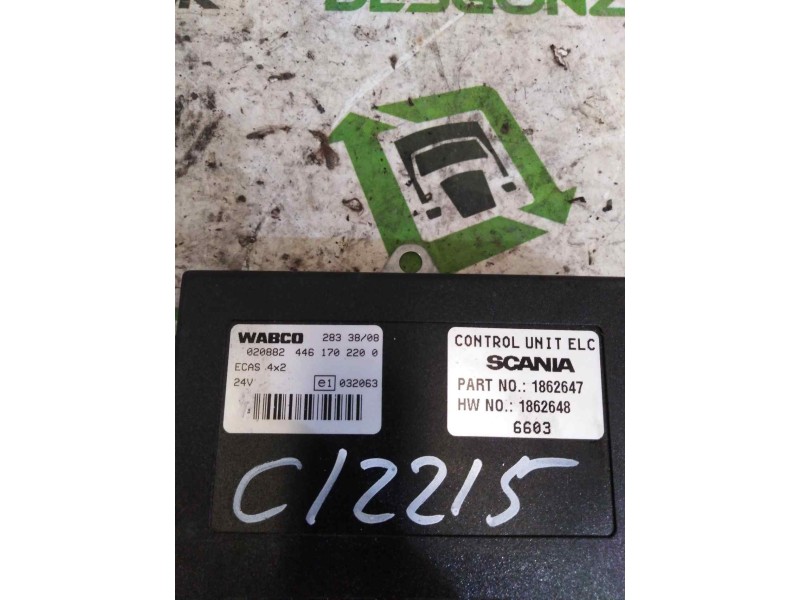 WABCO 283 38/08
020882 446 170 220 0
ECAS 4x2
24V e1 032063
CONTROL UNIT ELC
SCANIA
PART NO.: 1862647
HW NO.: 1862648
6603
C12215